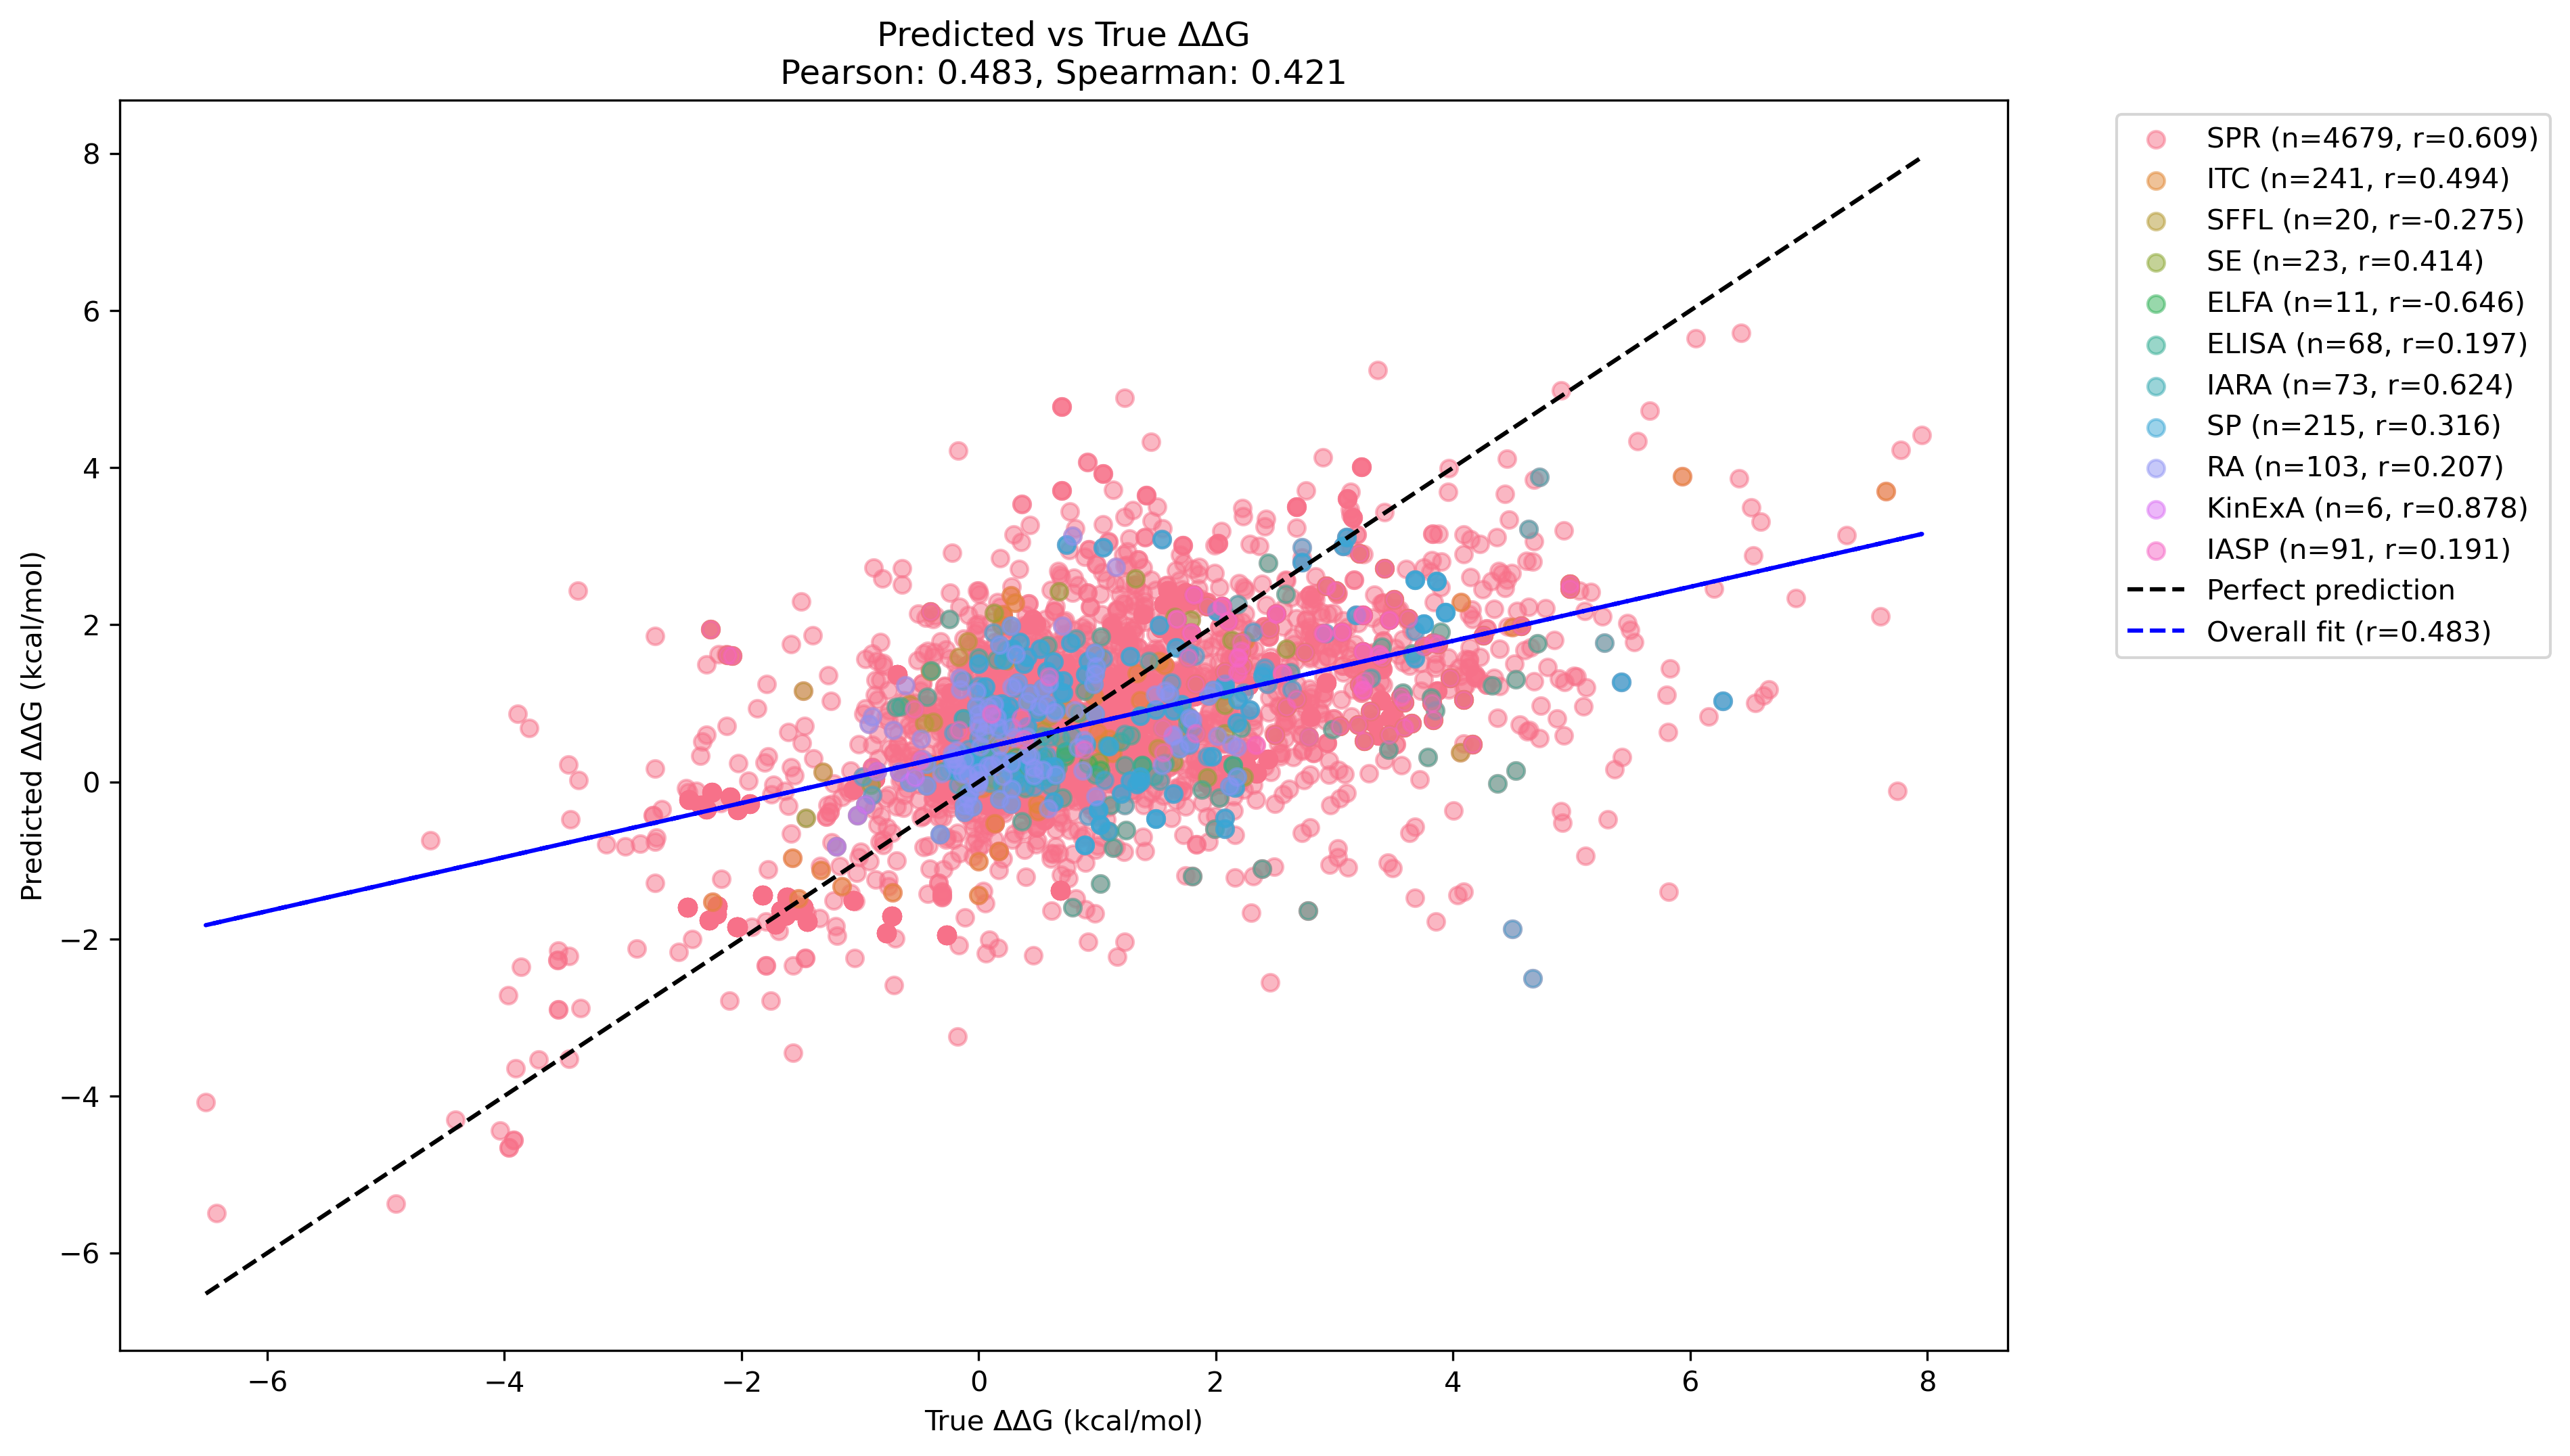 Predicted vs True ΔΔG
Pearson: 0.483, Spearman: 0.421
Predicted ΔΔG (kcal/mol)
8
6
4
2
0
−2
−4
−6
−6
−4
−2
0
2
4
6
8
True ΔΔG (kcal/mol)
SPR (n=4679, r=0.609)
ITC (n=241, r=0.494)
SFFL (n=20, r=-0.275)
SE (n=23, r=0.414)
ELFA (n=11, r=-0.646)
ELISA (n=68, r=0.197)
IARA (n=73, r=0.624)
SP (n=215, r=0.316)
RA (n=103, r=0.207)
KinExA (n=6, r=0.878)
IASP (n=91, r=0.191)
Perfect prediction
Overall fit (r=0.483)